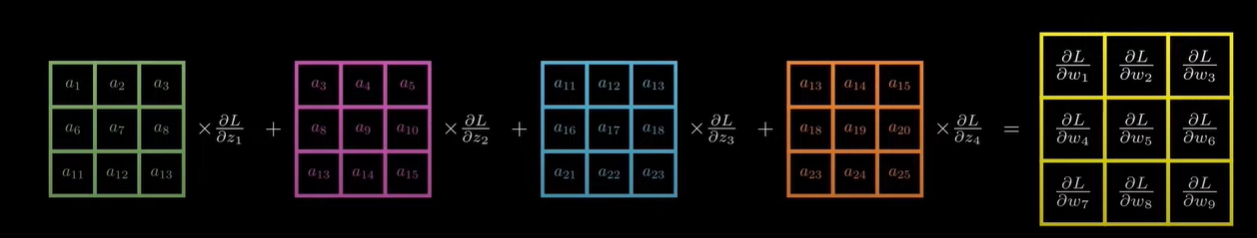 a₁ a₂ a₃
a₆ a₇ a₈
a₁₁ a₁₂ a₁₃
× ∂L/∂z₁ +
a₃ a₄ a₅
a₈ a₉ a₁₀
a₁₃ a₁₄ a₁₅
× ∂L/∂z₂ +
a₁₁ a₁₂ a₁₃
a₁₆ a₁₇ a₁₈
a₂₁ a₂₂ a₂₃
× ∂L/∂z₃ +
a₁₃ a₁₄ a₁₅
a₁₈ a₁₉ a₂₀
a₂₃ a₂₄ a₂₅
× ∂L/∂z₄ =
∂L/∂w₁ ∂L/∂w₂ ∂L/∂w₃
∂L/∂w₄ ∂L/∂w₅ ∂L/∂w₆
∂L/∂w₇ ∂L/∂w₈ ∂L/∂w₉